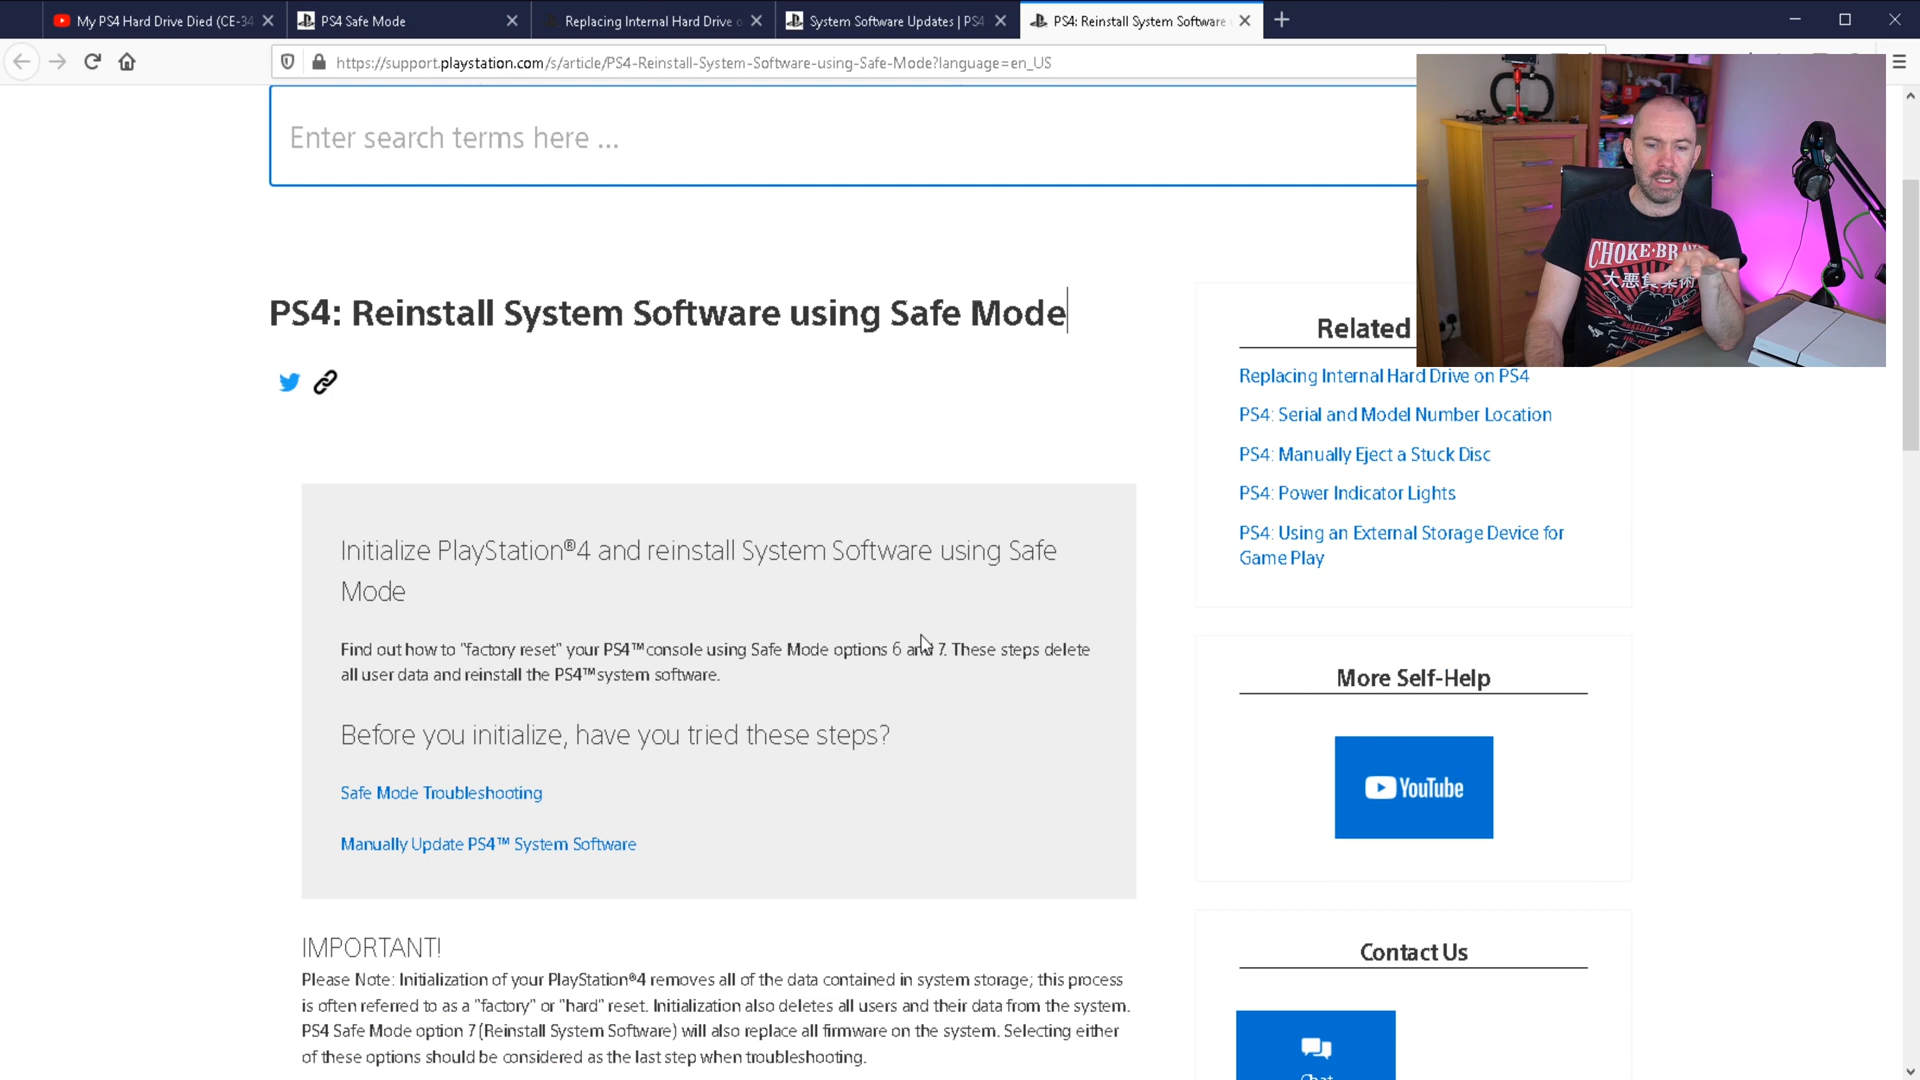 My PS4 Hard Drive Died (CE-34
PS4 Safe Mode
Replacing Internal Hard Drive o
System Software Updates | PS4
PS4: Reinstall System Software
https://support.playstation.com/s/article/PS4-Reinstall-System-Software-using-Safe-Mode?language=en_US
Enter search terms here ...
CHOKE·BRA
PS4: Reinstall System Software using Safe Mode
Related
Replacing Internal Hard Drive on PS4
PS4: Serial and Model Number Location
PS4: Manually Eject a Stuck Disc
PS4: Power Indicator Lights
PS4: Using an External Storage Device for
Game Play
Initialize PlayStation®4 and reinstall System Software using Safe
Mode
Find out how to "factory reset" your PS4™ console using Safe Mode options 6 and 7. These steps delete
all user data and reinstall the PS4™ system software.
Before you initialize, have you tried these steps?
Safe Mode Troubleshooting
Manually Update PS4™ System Software
More Self-Help
YouTube
IMPORTANT!
Please Note: Initialization of your PlayStation®4 removes all of the data contained in system storage; this process
is often referred to as a "factory" or "hard" reset. Initialization also deletes all users and their data from the system.
PS4 Safe Mode option 7 (Reinstall System Software) will also replace all firmware on the system. Selecting either
of these options should be considered as the last step when troubleshooting.
Contact Us
Chat